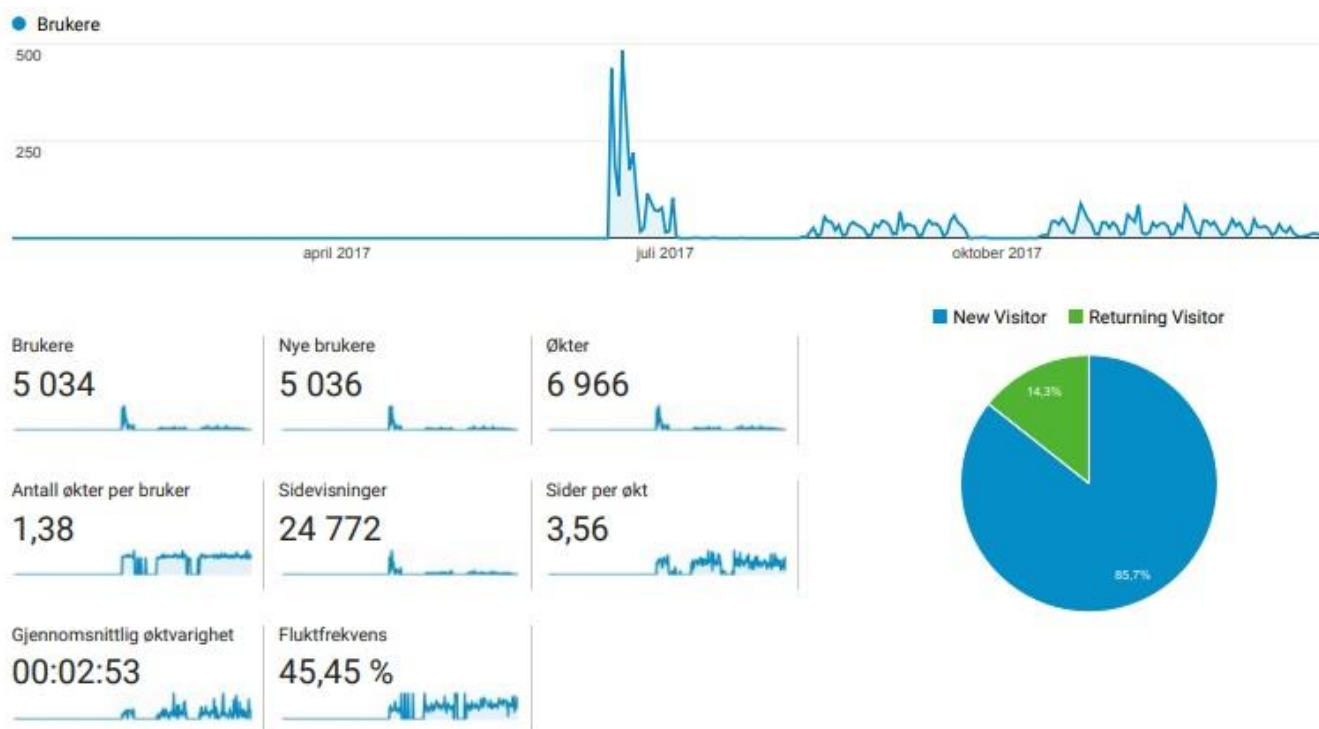 Brukere
500
250
april 2017
juli 2017
oktober 2017
New Visitor
Returning Visitor
14,3%
85,7%
Brukere
5 034
Nye brukere
5 036
Økter
6 966
Antall økter per bruker
1,38
Sidevisninger
24 772
Sider per økt
3,56
Gjennomsnittlig øktvarighet
00:02:53
Fluktfrekvens
45,45 %